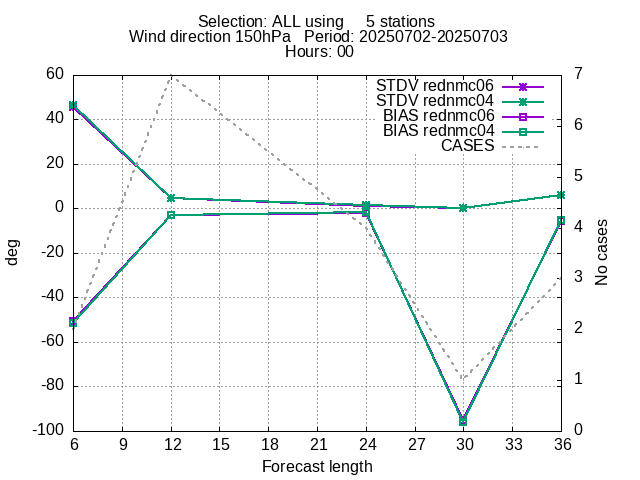 Selection: ALL using     5 stations
Wind direction 150hPa   Period: 20250702-20250703
Hours: 00
STDV rednmc06
STDV rednmc04
BIAS rednmc06
BIAS rednmc04
CASES
60
40
20
0
-20
-40
-60
-80
-100
deg
7
6
5
4
3
2
1
0
No cases
6 9 12 15 18 21 24 27 30 33 36
Forecast length